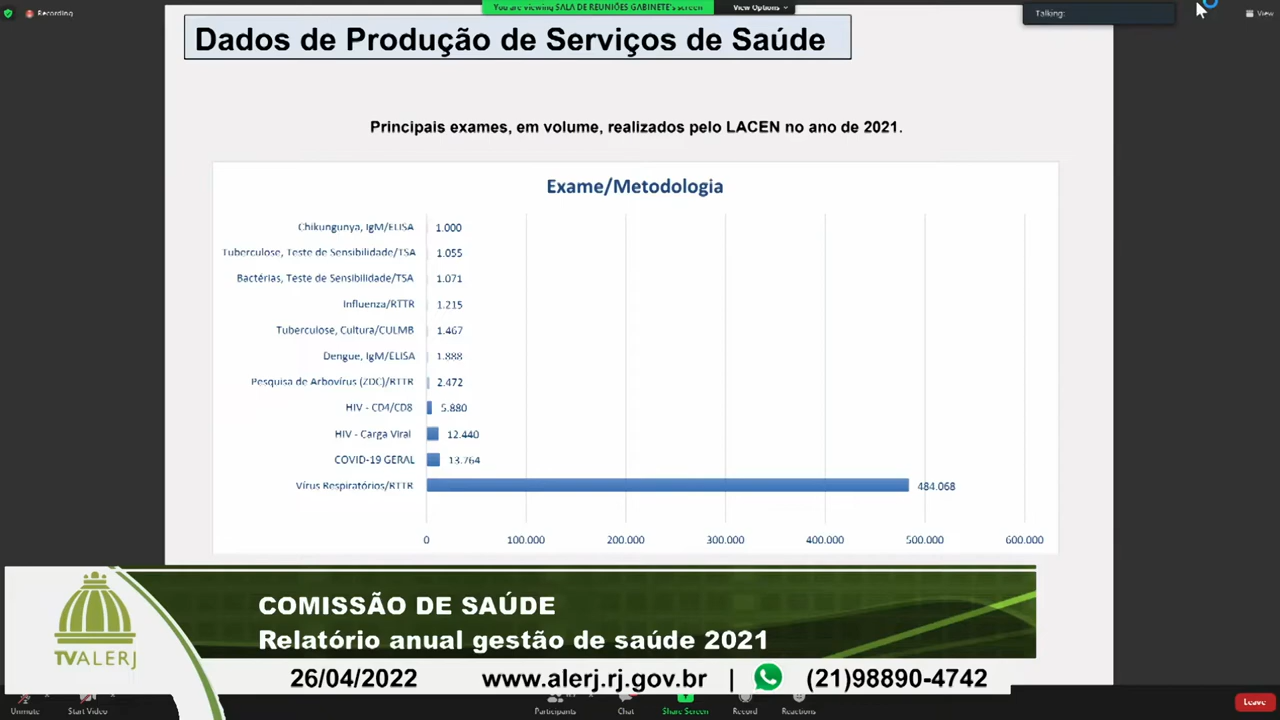 Recording
You are viewing SALA DE REUNIÕES GABINETE's screen
View Options
Talking:
View
Dados de Produção de Serviços de Saúde
Principais exames, em volume, realizados pelo LACEN no ano de 2021.
Exame/Metodologia
Chikungunya, IgM/ELISA 1.000
Tuberculose, Teste de Sensibilidade/TSA 1.055
Bactérias, Teste de Sensibilidade/TSA 1.071
Influenza/RTTR 1.215
Tuberculose, Cultura/CULMB 1.467
Dengue, IgM/ELISA 1.888
Pesquisa de Arbovírus (ZDC)/RTTR 2.472
HIV - CD4/CD8 5.880
HIV - Carga Viral 12.440
COVID-19 GERAL 13.764
Vírus Respiratórios/RTTR 484.068
0 100.000 200.000 300.000 400.000 500.000 600.000
COMISSÃO DE SAÚDE
Relatório anual gestão de saúde 2021
TVALERJ
26/04/2022 www.alerj.rj.gov.br | (21)98890-4742
Unmute Start Video Participants Chat Share Screen Record Reactions Leave